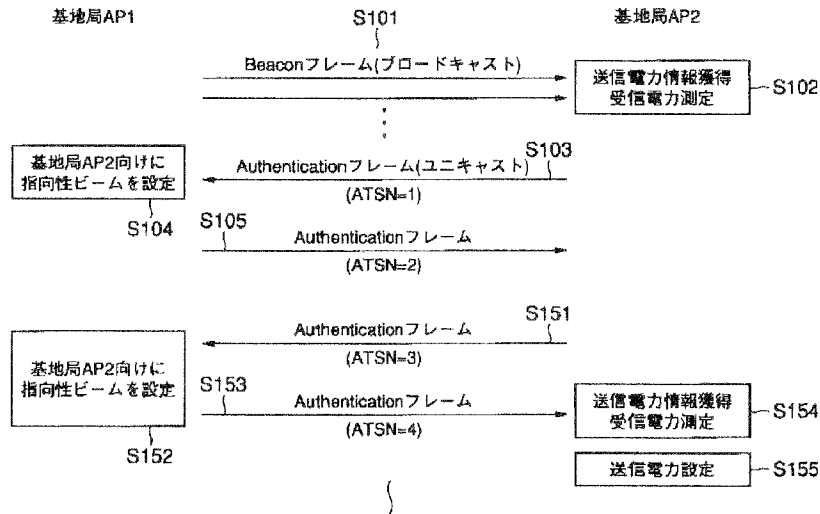 基地局AP1
S101
基地局AP2
Beaconフレーム(ブロードキャスト)
送信電力情報獲得
受信電力測定
S102
基地局AP2向けに
指向性ビームを設定
S104
Authenticationフレーム(ユニキャスト)
S103
(ATSN=1)
S105
Authenticationフレーム
(ATSN=2)
S151
Authenticationフレーム
(ATSN=3)
基地局AP2向けに
指向性ビームを設定
S152
S153
Authenticationフレーム
(ATSN=4)
送信電力情報獲得
受信電力測定
S154
送信電力設定
S155